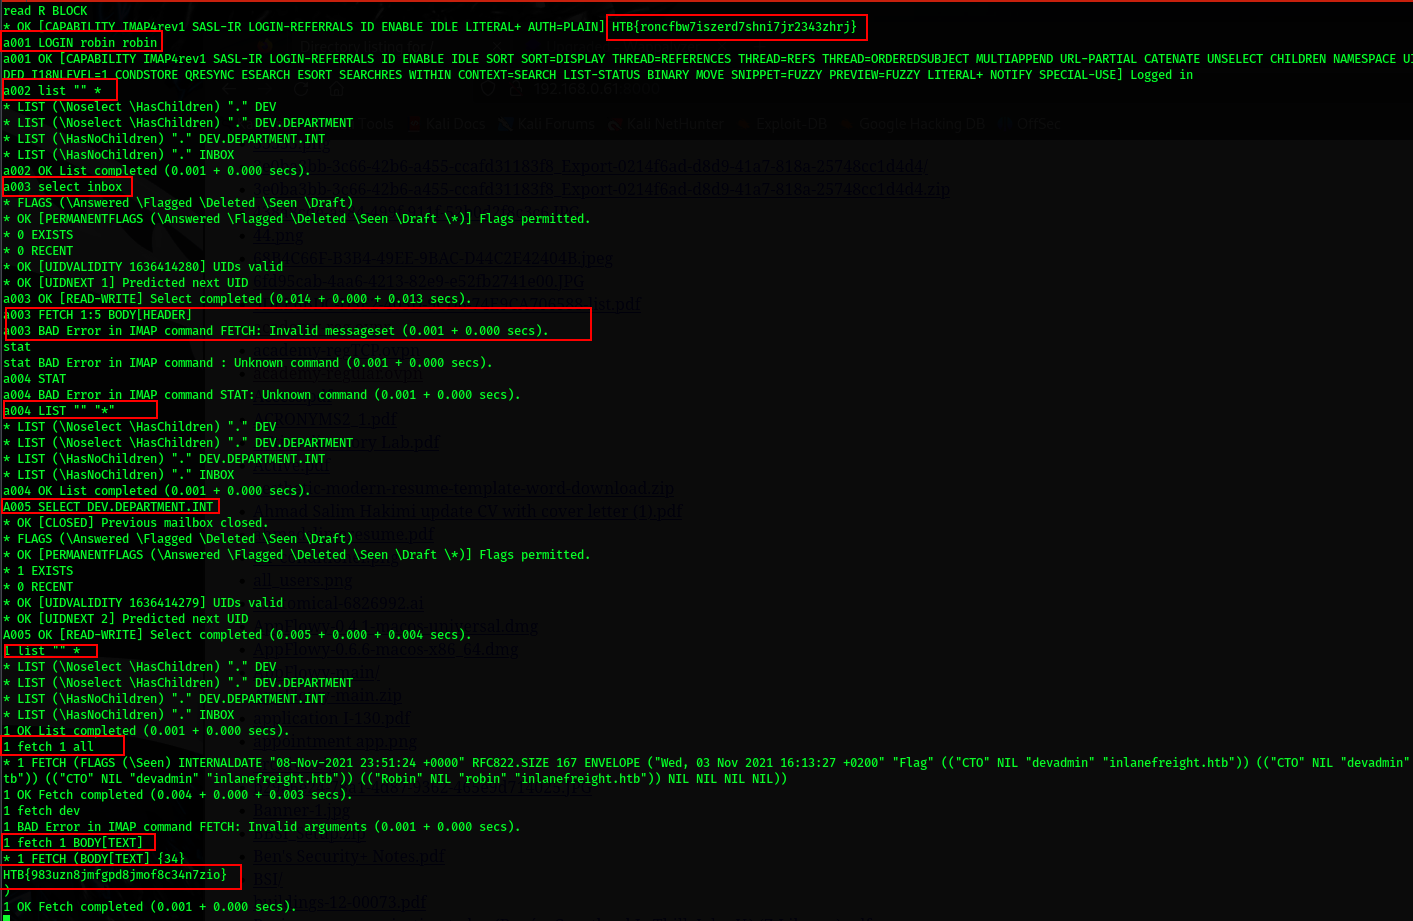 read R BLOCK
* OK [CAPABILITY IMAP4rev1 SASL-IR LOGIN-REFERRALS ID ENABLE IDLE LITERAL+ AUTH=PLAIN] HTB{roncfbw7iszerd7shni7jr2343zhrj}
a001 LOGIN robin robin
a001 OK [CAPABILITY IMAP4rev1 SASL-IR LOGIN-REFERRALS ID ENABLE IDLE SORT SORT=DISPLAY THREAD=REFERENCES THREAD=REFS THREAD=ORDEREDSUBJECT MULTIAPPEND URL-PARTIAL CATENATE UNSELECT CHILDREN NAMESPACE UI
DED I18NLEVEL=1 CONDSTORE QRESYNC ESEARCH ESORT SEARCHRES WITHIN CONTEXT=SEARCH LIST-STATUS BINARY MOVE SNIPPET=FUZZY PREVIEW=FUZZY LITERAL+ NOTIFY SPECIAL-USE] Logged in
a002 list "" *
* LIST (\Noselect \HasChildren) "." DEV
* LIST (\Noselect \HasChildren) "." DEV.DEPARTMENT
* LIST (\HasNoChildren) "." DEV.DEPARTMENT.INT
* LIST (\HasNoChildren) "." INBOX
a002 OK List completed (0.001 + 0.000 secs).
a003 select inbox
* FLAGS (\Answered \Flagged \Deleted \Seen \Draft)
* OK [PERMANENTFLAGS (\Answered \Flagged \Deleted \Seen \Draft \*)] Flags permitted.
* 0 EXISTS
* 0 RECENT
* OK [UIDVALIDITY 1636414280] UIDs valid
* OK [UIDNEXT 1] Predicted next UID
a003 OK [READ-WRITE] Select completed (0.014 + 0.000 + 0.013 secs).
a003 FETCH 1:5 BODY[HEADER]
a003 BAD Error in IMAP command FETCH: Invalid messageset (0.001 + 0.000 secs).
stat
stat BAD Error in IMAP command : Unknown command (0.001 + 0.000 secs).
a004 STAT
a004 BAD Error in IMAP command STAT: Unknown command (0.001 + 0.000 secs).
a004 LIST "" "*"
* LIST (\Noselect \HasChildren) "." DEV
* LIST (\Noselect \HasChildren) "." DEV.DEPARTMENT
* LIST (\HasNoChildren) "." DEV.DEPARTMENT.INT
* LIST (\HasNoChildren) "." INBOX
a004 OK List completed (0.001 + 0.000 secs).
A005 SELECT DEV.DEPARTMENT.INT
* OK [CLOSED] Previous mailbox closed.
* FLAGS (\Answered \Flagged \Deleted \Seen \Draft)
* OK [PERMANENTFLAGS (\Answered \Flagged \Deleted \Seen \Draft \*)] Flags permitted.
* 1 EXISTS
* 0 RECENT
* OK [UIDVALIDITY 1636414279] UIDs valid
* OK [UIDNEXT 2] Predicted next UID
A005 OK [READ-WRITE] Select completed (0.005 + 0.000 + 0.004 secs).
1 list "" *
* LIST (\Noselect \HasChildren) "." DEV
* LIST (\Noselect \HasChildren) "." DEV.DEPARTMENT
* LIST (\HasNoChildren) "." DEV.DEPARTMENT.INT
* LIST (\HasNoChildren) "." INBOX
1 OK List completed (0.001 + 0.000 secs).
1 fetch 1 all
* 1 FETCH (FLAGS (\Seen) INTERNALDATE "08-Nov-2021 23:51:24 +0000" RFC822.SIZE 167 ENVELOPE ("Wed, 03 Nov 2021 16:13:27 +0200" "Flag" (("CTO" NIL "devadmin" "inlanefreight.htb")) (("CTO" NIL "devadmin"
tb")) (("CTO" NIL "devadmin" "inlanefreight.htb")) (("Robin" NIL "robin" "inlanefreight.htb")) NIL NIL NIL NIL))
1 OK Fetch completed (0.004 + 0.000 + 0.003 secs).
1 fetch dev
1 BAD Error in IMAP command FETCH: Invalid arguments (0.001 + 0.000 secs).
1 fetch 1 BODY[TEXT]
* 1 FETCH (BODY[TEXT] {34}
HTB{983uzn8jmfgpd8jmof8c34n7zio}
)
1 OK Fetch completed (0.001 + 0.000 secs).